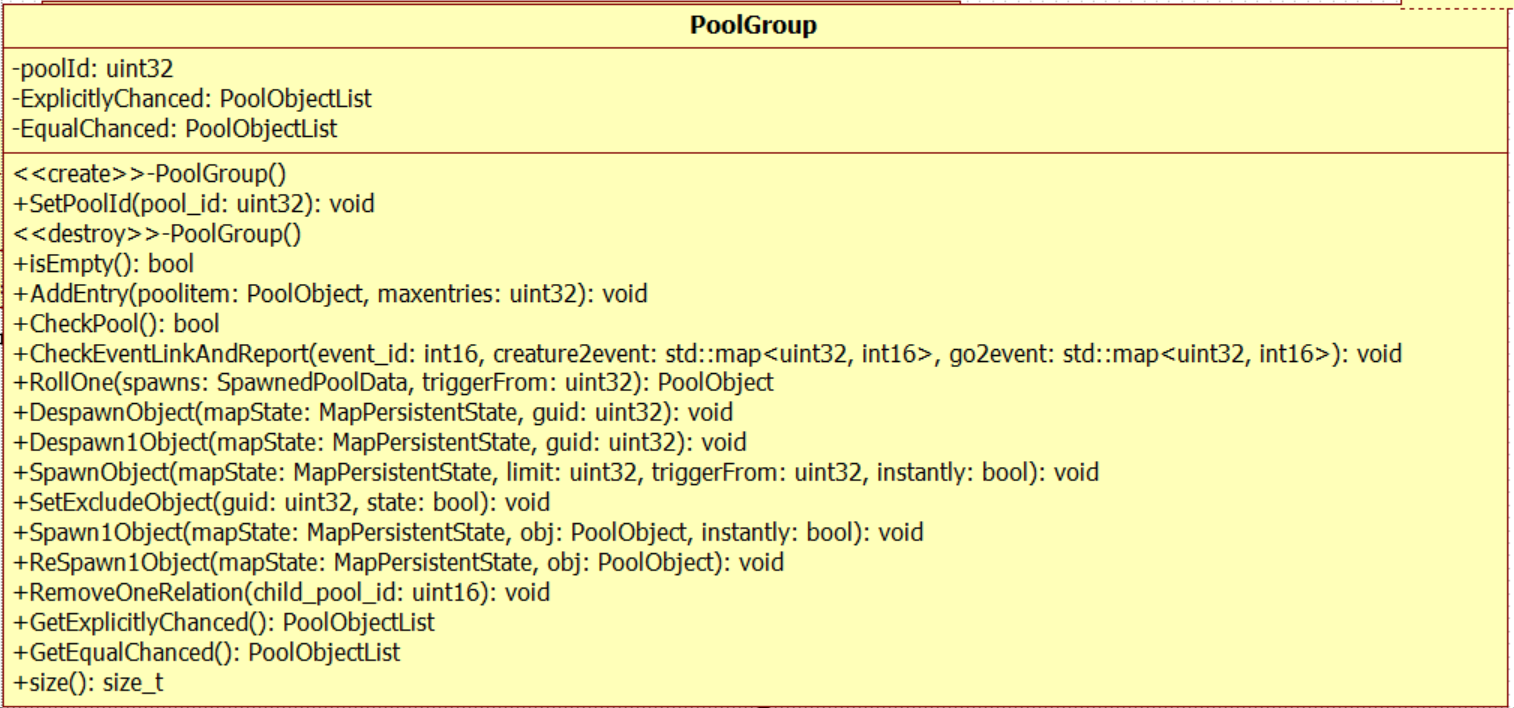 PoolGroup
-poolId: uint32
-ExplicitlyChanced: PoolObjectList
-EqualChanced: PoolObjectList
<<create>>-PoolGroup()
+SetPoolId(pool_id: uint32): void
<<destroy>>-PoolGroup()
+isEmpty(): bool
+AddEntry(poolitem: PoolObject, maxentries: uint32): void
+CheckPool(): bool
+CheckEventLinkAndReport(event_id: int16, creature2event: std::map<uint32, int16>, go2event: std::map<uint32, int16>): void
+RollOne(spawns: SpawnedPoolData, triggerFrom: uint32): PoolObject
+DespawnObject(mapState: MapPersistentState, guid: uint32): void
+Despawn1Object(mapState: MapPersistentState, guid: uint32): void
+SpawnObject(mapState: MapPersistentState, limit: uint32, triggerFrom: uint32, instantly: bool): void
+SetExcludeObject(guid: uint32, state: bool): void
+Spawn1Object(mapState: MapPersistentState, obj: PoolObject, instantly: bool): void
+ReSpawn1Object(mapState: MapPersistentState, obj: PoolObject): void
+RemoveOneRelation(child_pool_id: uint16): void
+GetExplicitlyChanced(): PoolObjectList
+GetEqualChanced(): PoolObjectList
+size(): size_t